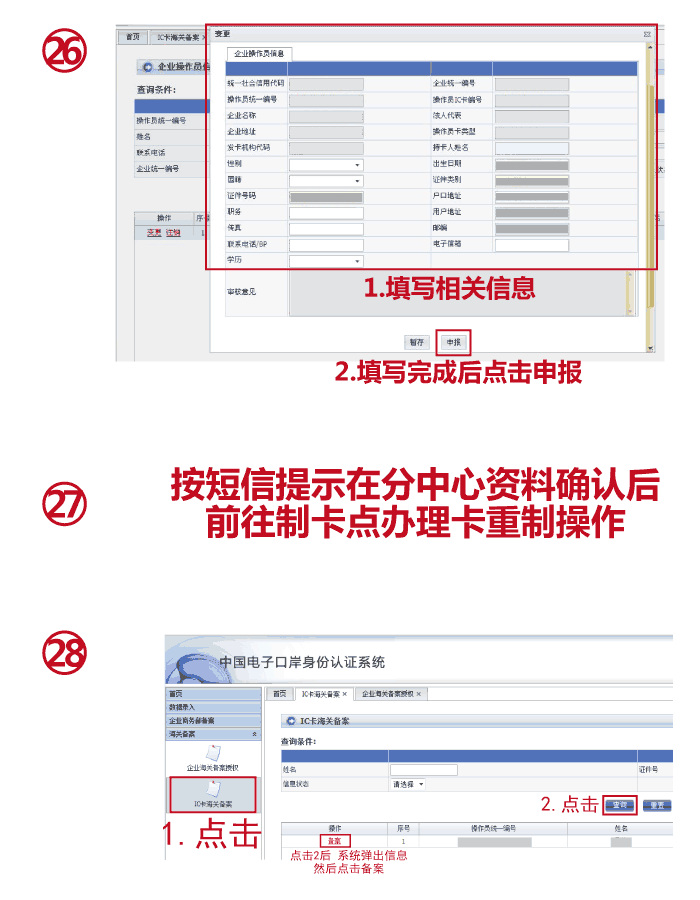 ㉖
首页 IC卡海关备案 ×
变更
企业操作员信息
查询条件:
操作员统一编号
姓名
联系电话
企业统一编号
操作 序号
变更 注销 1
企业操作员信息
统一社会信用代码 企业统一编号
操作员统一编号 操作员IC卡编号
企业名称 法人代表
企业地址 操作员卡类型
发卡机构代码 持卡人姓名
性别 出生日期
国籍 证件类别
证件号码 户口地址
职务 用户地址
传真 邮编
联系电话/BP 电子信箱
学历
审核意见
1.填写相关信息
暂存 申报
2.填写完成后点击申报
㉗
按短信提示在分中心资料确认后
前往制卡点办理卡重制操作
㉘
中国电子口岸身份认证系统
首页
数据录入
企业商务部备案
海关备案
企业海关备案授权
IC卡海关备案
1. 点击
首页 IC卡海关备案 × 企业海关备案授权 ×
IC卡海关备案
查询条件:
姓名 证件号
信息状态 请选择
2. 点击 查询 重置
操作 序号 操作员统一编号 姓名
备案 1
点击2后 系统弹出信息
然后点击备案